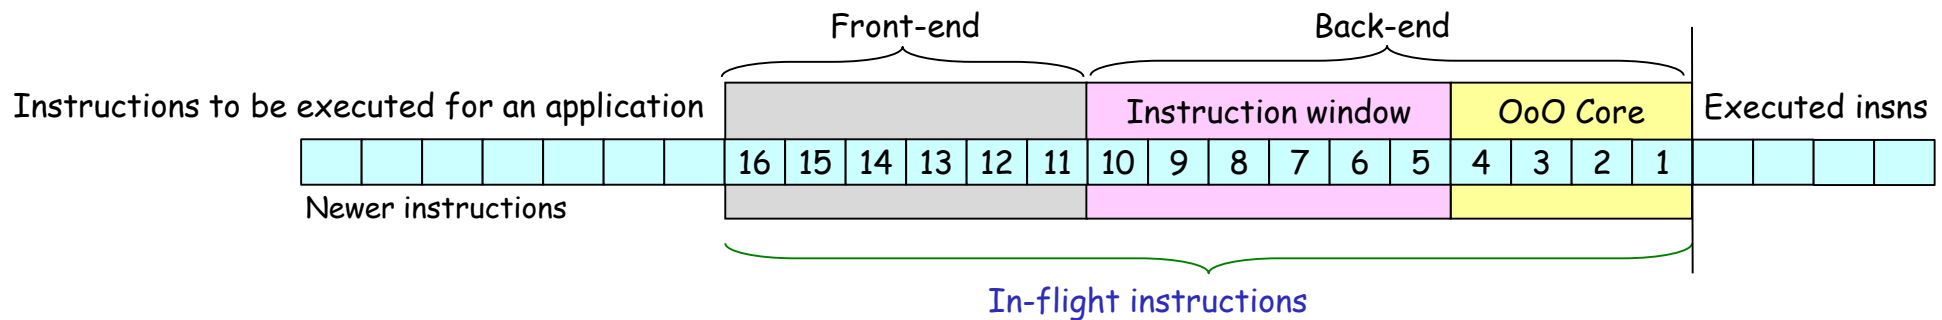 Front-end Back-end
Instructions to be executed for an application Instruction window OoO Core Executed insns
16 15 14 13 12 11 10 9 8 7 6 5 4 3 2 1
Newer instructions
In-flight instructions